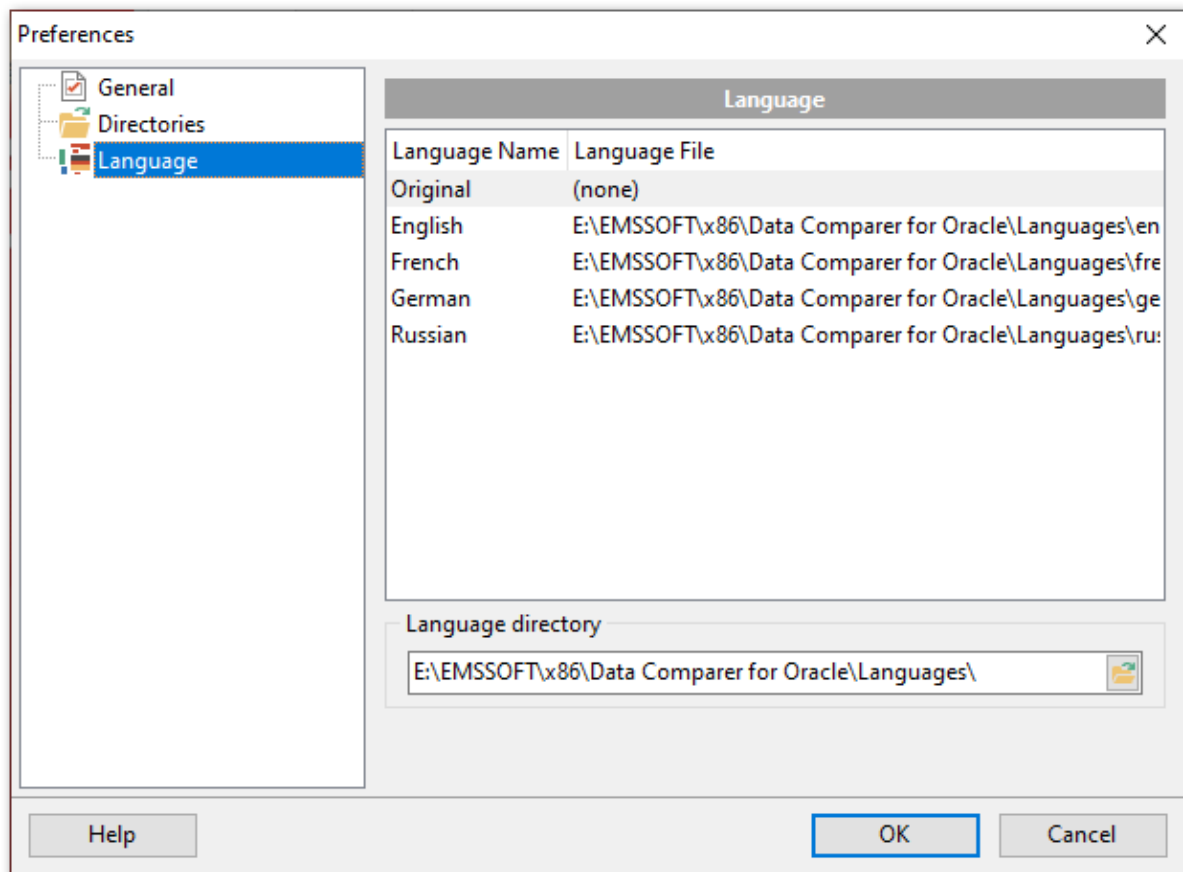 Preferences
General
Directories
Language
Language
Language Name Language File
Original (none)
English E:\EMSSOFT\x86\Data Comparer for Oracle\Languages\en
French E:\EMSSOFT\x86\Data Comparer for Oracle\Languages\fre
German E:\EMSSOFT\x86\Data Comparer for Oracle\Languages\ge
Russian E:\EMSSOFT\x86\Data Comparer for Oracle\Languages\rus
Language directory
E:\EMSSOFT\x86\Data Comparer for Oracle\Languages\
Help OK Cancel